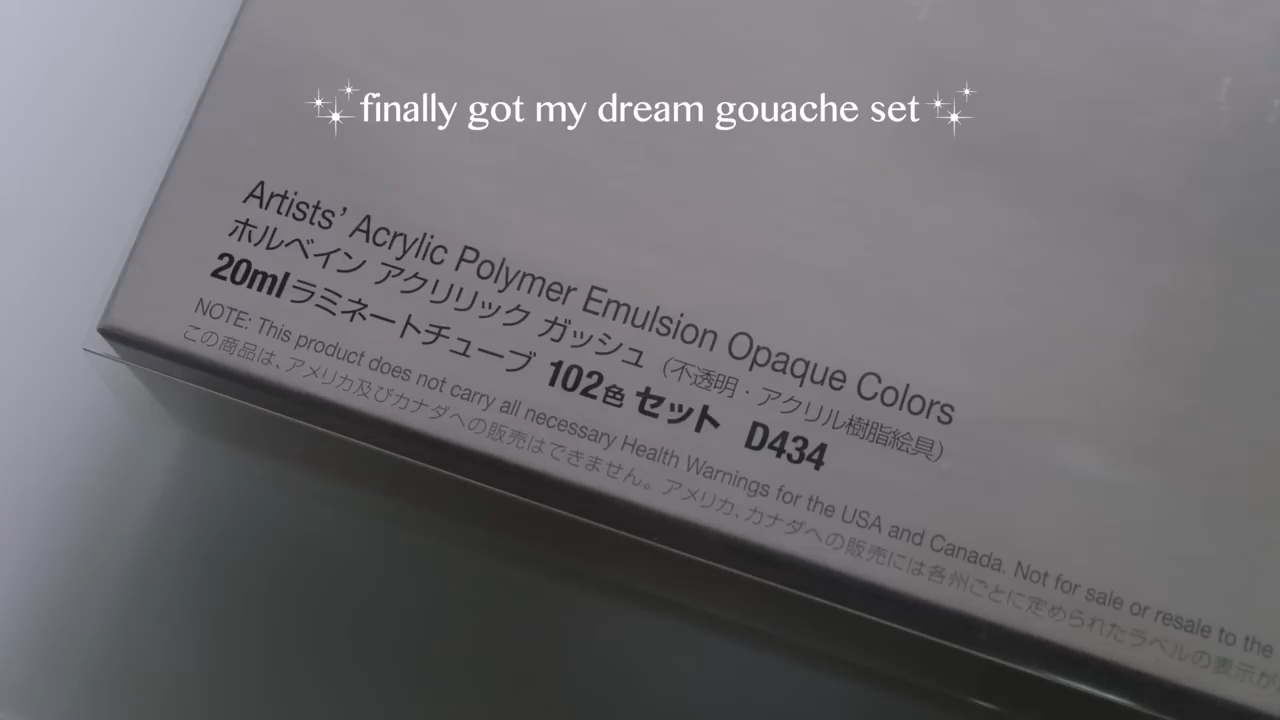 finally got my dream gouache set
Artists' Acrylic Polymer Emulsion Opaque Colors
ホルベイン アクリリック ガッシュ (不透明・アクリル樹脂絵具)
20mlラミネートチューブ 102色 セット D434
NOTE: This product does not carry all necessary Health Warnings for the USA and Canada. Not for sale or resale to the
この商品は、アメリカ及びカナダへの販売はできません。アメリカ、カナダへの販売には各州ごとに定められたラベルの表示が